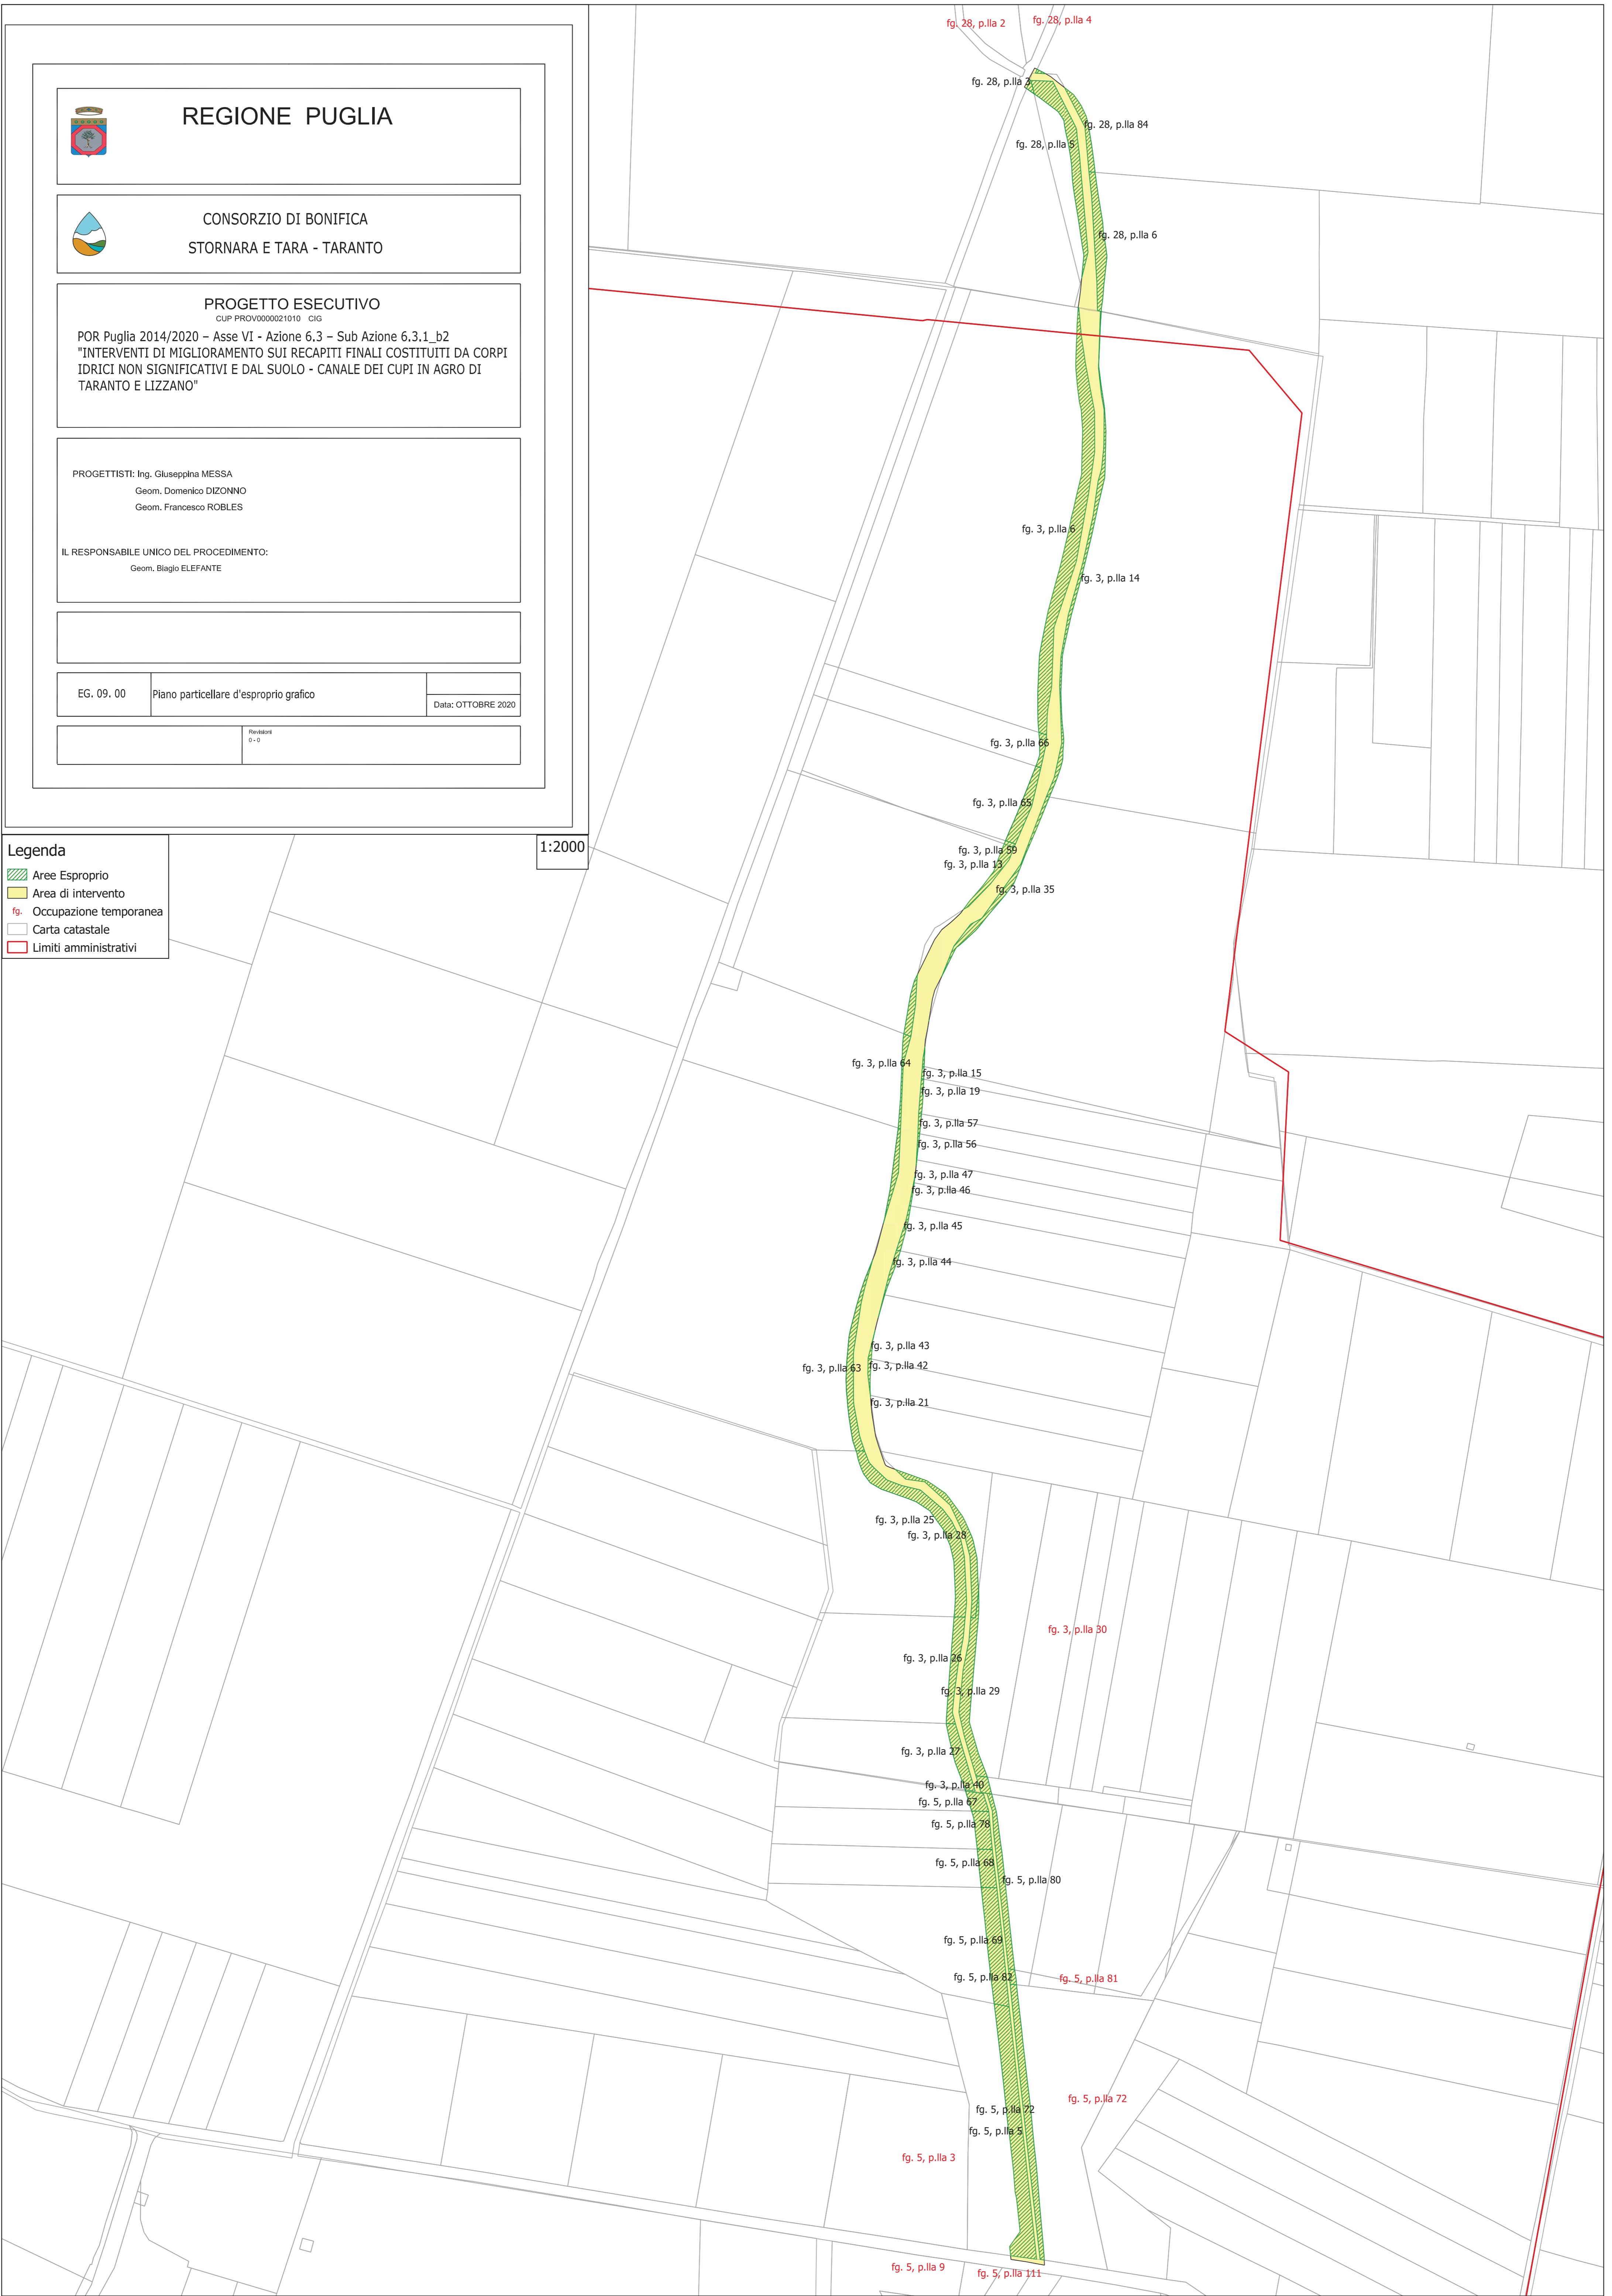 REGIONE PUGLIA
CONSORZIO DI BONIFICA
STORNARA E TARA - TARANTO
PROGETTO ESECUTIVO
CUP PROV0000021010 CIG
POR Puglia 2014/2020 – Asse VI - Azione 6.3 – Sub Azione 6.3.1_b2
"INTERVENTI DI MIGLIORAMENTO SUI RECAPITI FINALI COSTITUITI DA CORPI
IDRICI NON SIGNIFICATIVI E DAL SUOLO - CANALE DEI CUPI IN AGRO DI
TARANTO E LIZZANO"
PROGETTISTI: Ing. Giuseppina MESSA
Geom. Domenico DIZONNO
Geom. Francesco ROBLES
IL RESPONSABILE UNICO DEL PROCEDIMENTO:
Geom. Biagio ELEFANTE
EG. 09. 00
Piano particellare d'esproprio grafico
Data: OTTOBRE 2020
Revisioni
0 - 0
1:2000
Legenda
Aree Esproprio
Area di intervento
fg. Occupazione temporanea
Carta catastale
Limiti amministrativi
fg. 28, p.lla 2
fg. 28, p.lla 4
fg. 28, p.lla 3
fg. 28, p.lla 84
fg. 28, p.lla 5
fg. 28, p.lla 6
fg. 3, p.lla 6
fg. 3, p.lla 14
fg. 3, p.lla 66
fg. 3, p.lla 65
fg. 3, p.lla 59
fg. 3, p.lla 13
fg. 3, p.lla 35
fg. 3, p.lla 64
fg. 3, p.lla 15
fg. 3, p.lla 19
fg. 3, p.lla 57
fg. 3, p.lla 56
fg. 3, p.lla 47
fg. 3, p.lla 46
fg. 3, p.lla 45
fg. 3, p.lla 44
fg. 3, p.lla 43
fg. 3, p.lla 63
fg. 3, p.lla 42
fg. 3, p.lla 21
fg. 3, p.lla 25
fg. 3, p.lla 28
fg. 3, p.lla 30
fg. 3, p.lla 26
fg. 3, p.lla 29
fg. 3, p.lla 27
fg. 3, p.lla 40
fg. 5, p.lla 67
fg. 5, p.lla 78
fg. 5, p.lla 68
fg. 5, p.lla 80
fg. 5, p.lla 69
fg. 5, p.lla 82
fg. 5, p.lla 81
fg. 5, p.lla 72
fg. 5, p.lla 72
fg. 5, p.lla 5
fg. 5, p.lla 3
fg. 5, p.lla 9
fg. 5, p.lla 111